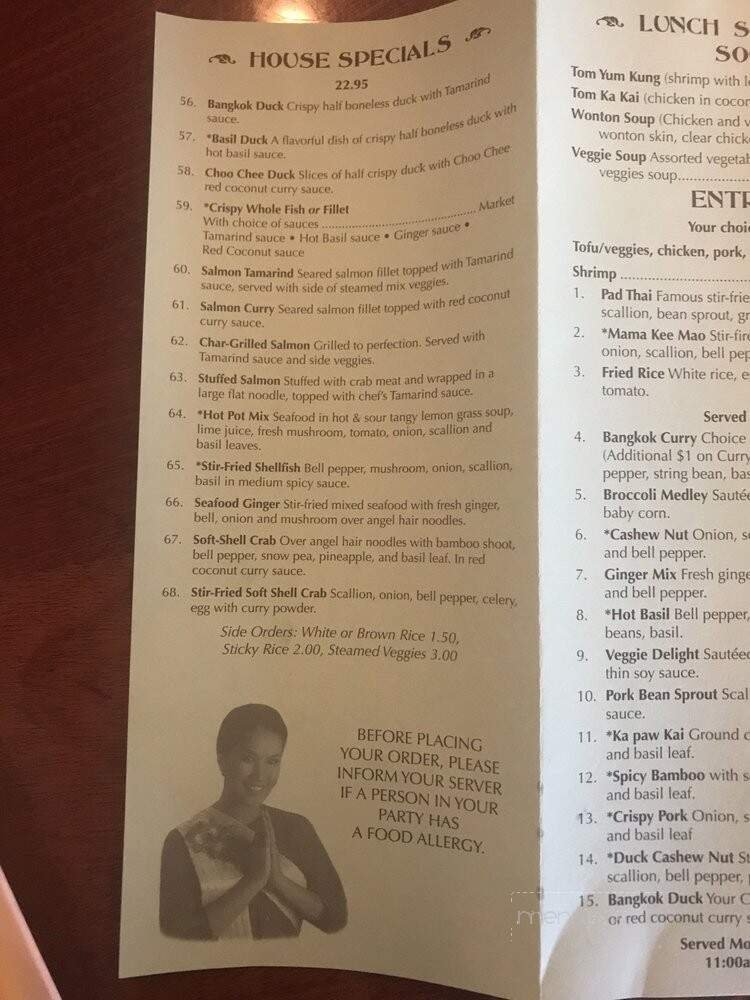 HOUSE SPECIALS
22.95
56. Bangkok Duck Crispy half boneless duck with Tamarind
sauce.
57. *Basil Duck A flavorful dish of crispy half boneless duck with
hot basil sauce.
58. Choo Chee Duck Slices of half crispy duck with Choo Chee
red coconut curry sauce.
59. *Crispy Whole Fish or Fillet
With choice of sauces ........................................ Market
Tamarind sauce • Hot Basil sauce • Ginger sauce •
Red Coconut sauce
60. Salmon Tamarind Seared salmon fillet topped with Tamarind
sauce, served with side of steamed mix veggies.
61. Salmon Curry Seared salmon fillet topped with red coconut
curry sauce.
62. Char-Grilled Salmon Grilled to perfection. Served with
Tamarind sauce and side veggies.
63. Stuffed Salmon Stuffed with crab meat and wrapped in a
large flat noodle, topped with chef's Tamarind sauce.
64. *Hot Pot Mix Seafood in hot & sour tangy lemon grass soup,
lime juice, fresh mushroom, tomato, onion, scallion and
basil leaves.
65. *Stir-Fried Shellfish Bell pepper, mushroom, onion, scallion,
basil in medium spicy sauce.
66. Seafood Ginger Stir-fried mixed seafood with fresh ginger,
bell, onion and mushroom over angel hair noodles.
67. Soft-Shell Crab Over angel hair noodles with bamboo shoot,
bell pepper, snow pea, pineapple, and basil leaf. In red
coconut curry sauce.
68. Stir-Fried Soft Shell Crab Scallion, onion, bell pepper, celery,
egg with curry powder.
Side Orders: White or Brown Rice 1.50,
Sticky Rice 2.00, Steamed Veggies 3.00
BEFORE PLACING
YOUR ORDER, PLEASE
INFORM YOUR SERVER
IF A PERSON IN YOUR
PARTY HAS
A FOOD ALLERGY.
LUNCH S
SO
Tom Yum Kung (shrimp with
Tom Ka Kai (chicken in
Wonton Soup (Chicken and
wonton skin, clear
Veggie Soup Assorted
veggies soup
ENT
Your
Tofu/veggies, chicken, pork,
Shrimp
1. Pad Thai Famous
scallion, bean sprout,
2. *Mama Kee Mao
onion, scallion, bell
3. Fried Rice White rice,
tomato.
Served
4. Bangkok Curry Choice
(Additional $1 on Curry
pepper, string bean,
5. Broccoli Medley
baby corn.
6. *Cashew Nut Onion,
and bell pepper.
7. Ginger Mix Fresh
and bell pepper.
8. *Hot Basil Bell pepper,
beans, basil.
9. Veggie Delight Sautéed
thin soy sauce.
10. Pork Bean Sprout
sauce.
11. *Ka paw Kai Ground
and basil leaf.
12. *Spicy Bamboo with
and basil leaf.
13. *Crispy Pork Onion,
and basil leaf
14. *Duck Cashew Nut
scallion, bell pepper,
15. Bangkok Duck Your
or red coconut curry
Served
11:00a